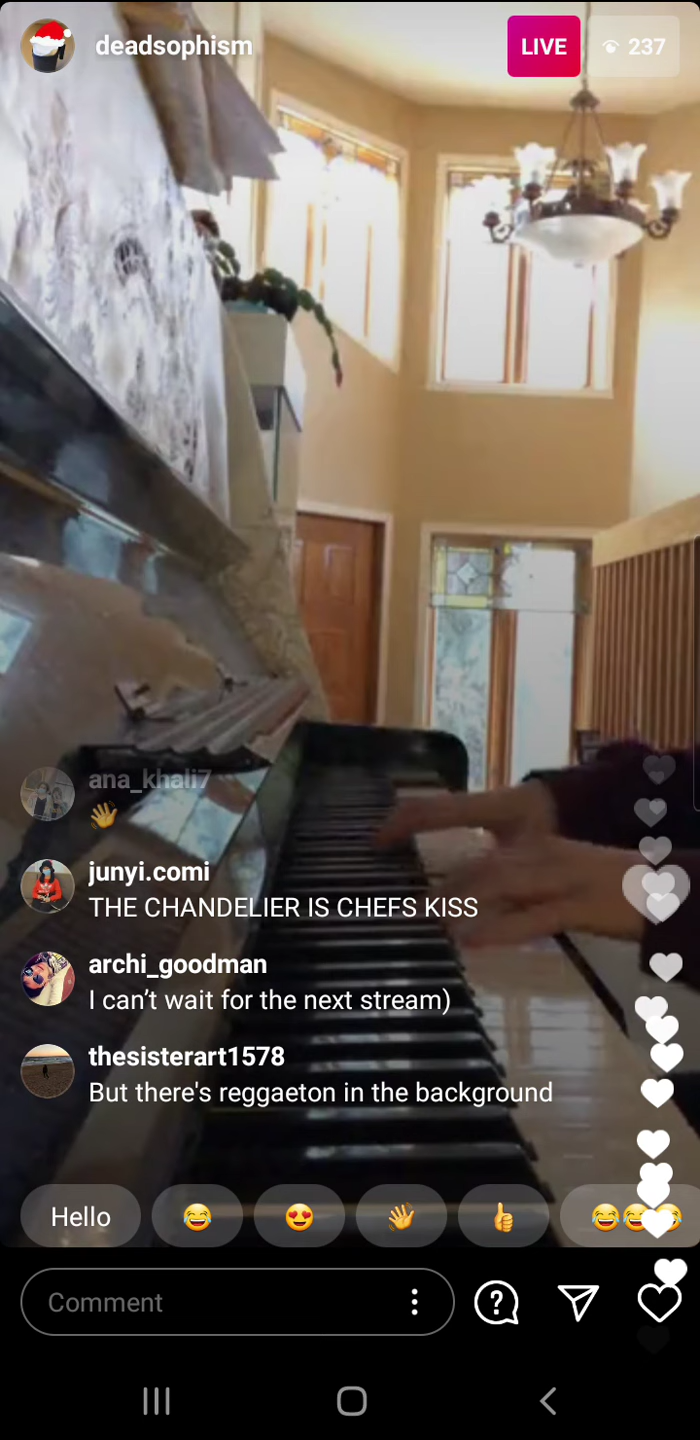 deadsophism
LIVE
237
ana_khali7
👋
junyi.comi
THE CHANDELIER IS CHEFS KISS
archi_goodman
I can’t wait for the next stream)
thesisterart1578
But there's reggaeton in the background
Hello
😂
😍
👋
👍
😂😂😂
Comment